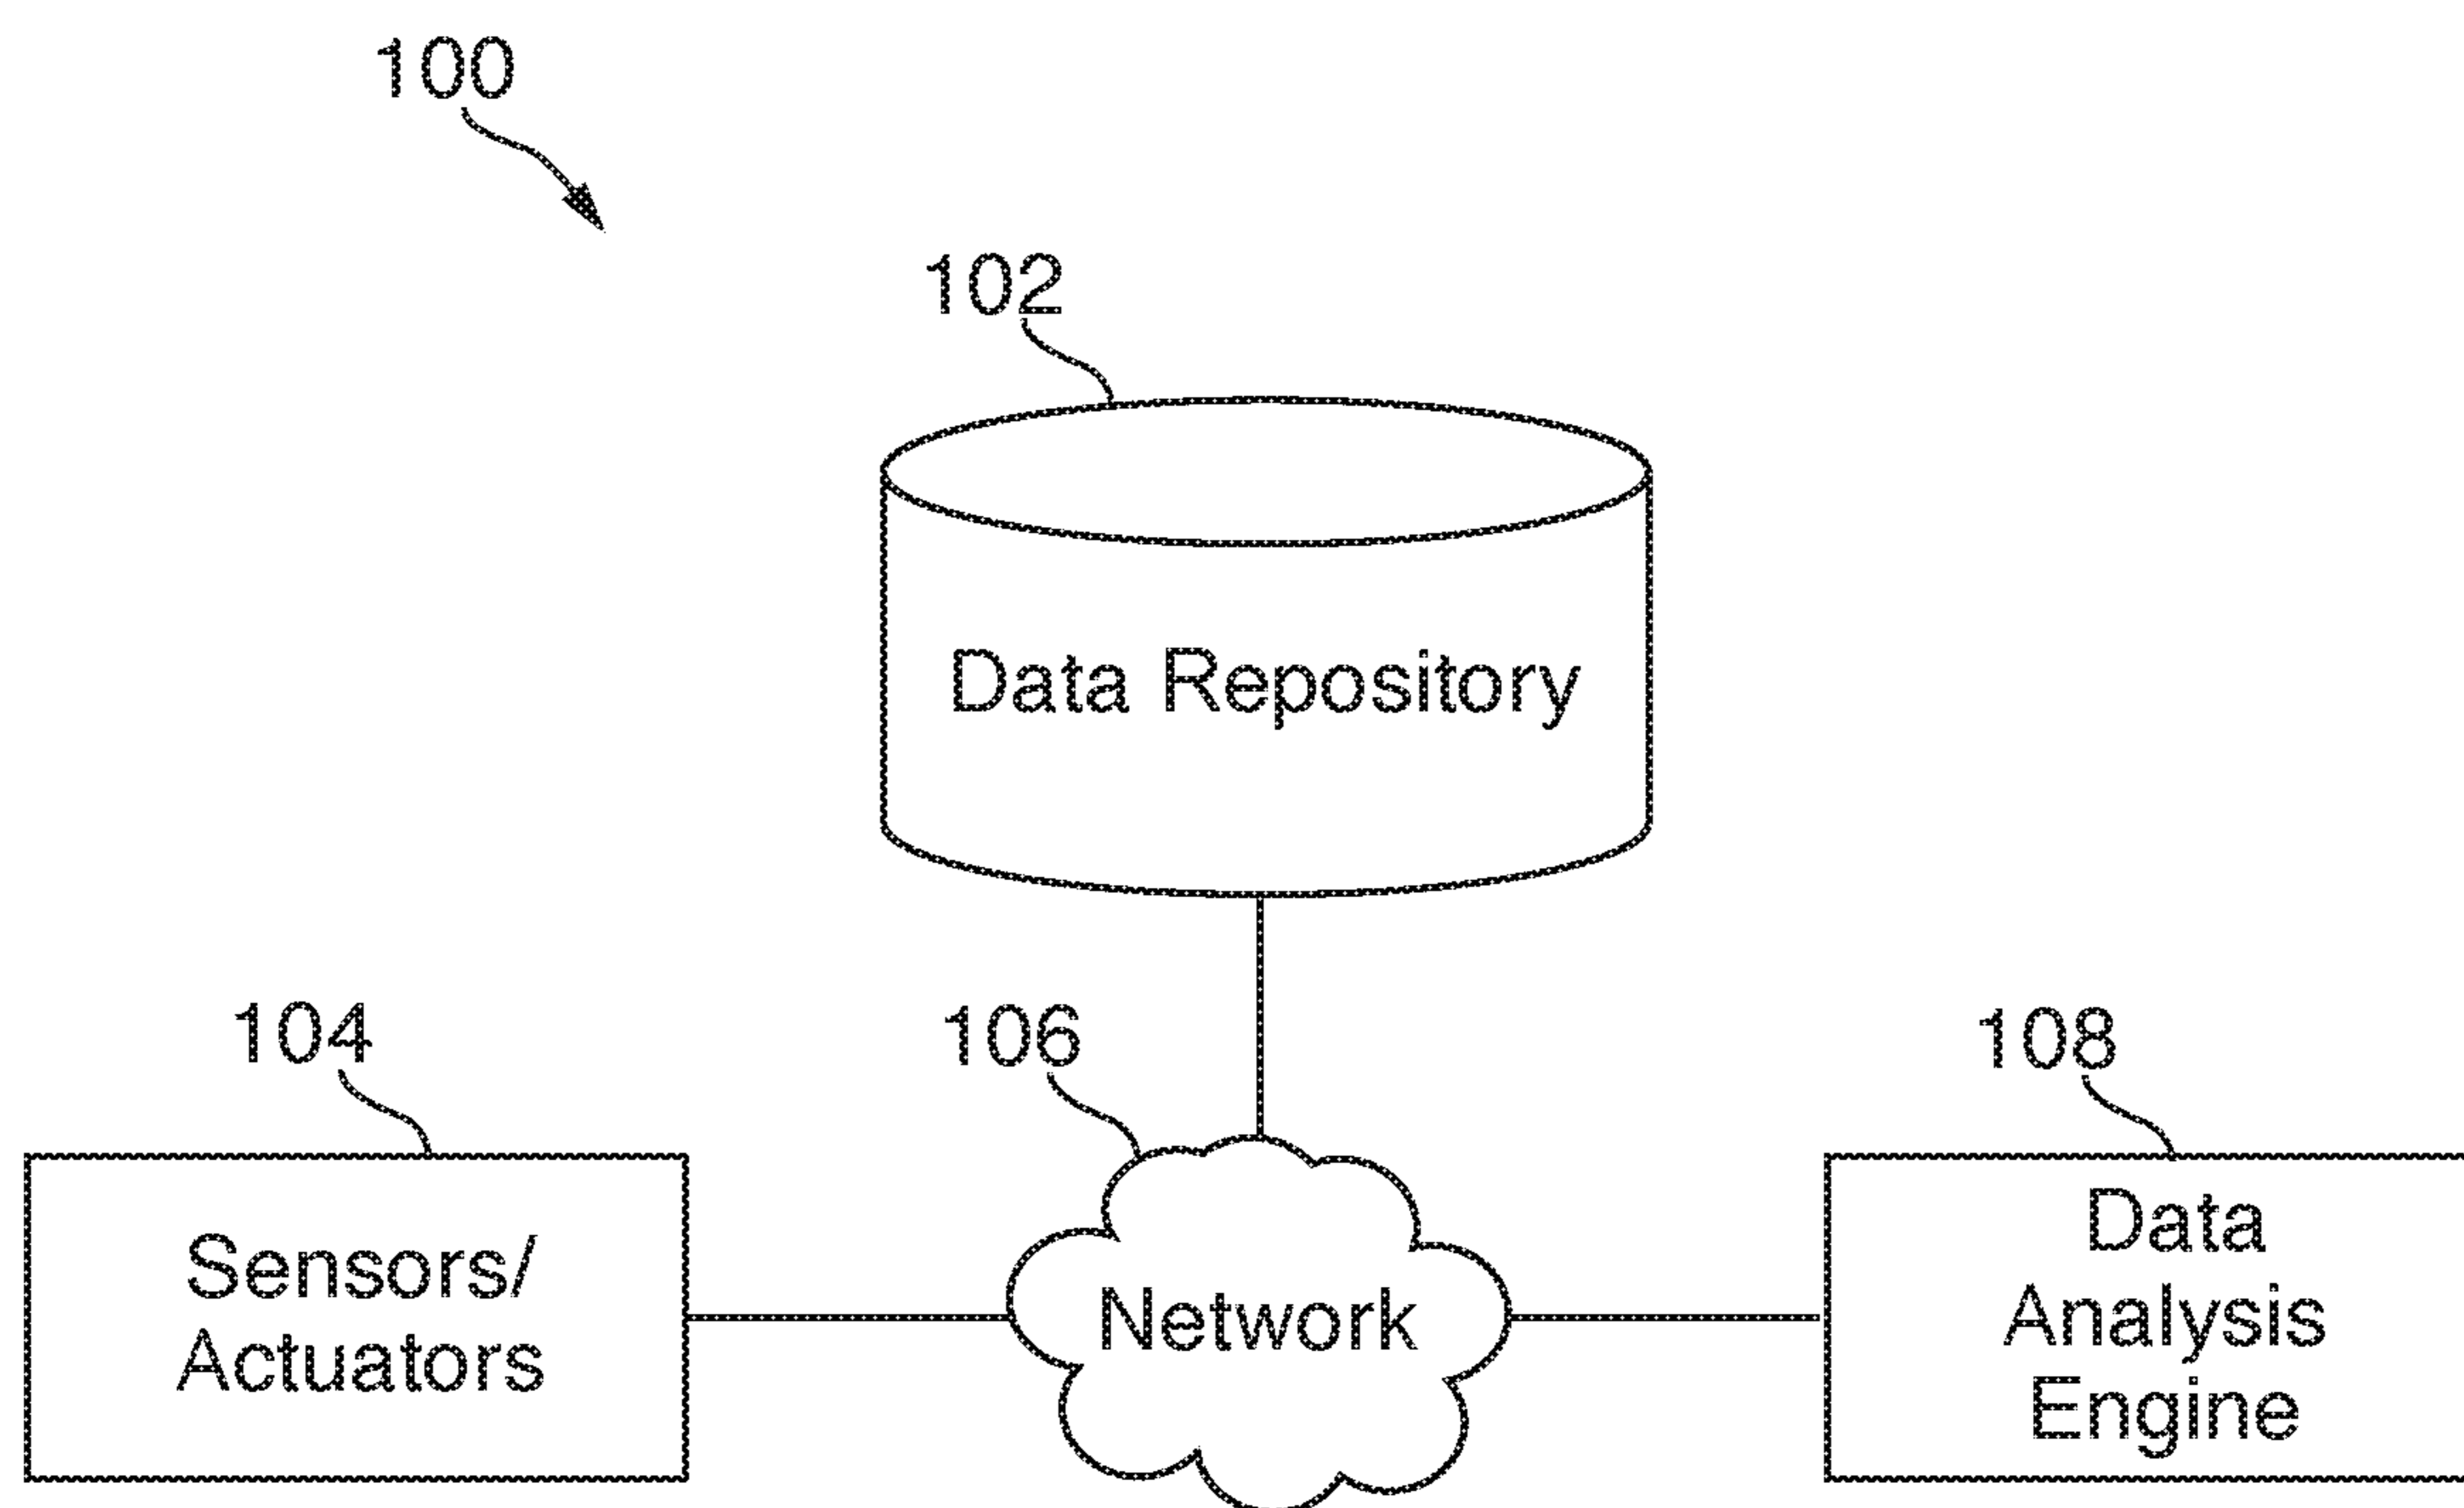 100
102
Data Repository
104
106
108
Sensors/
Actuators
Network
Data
Analysis
Engine